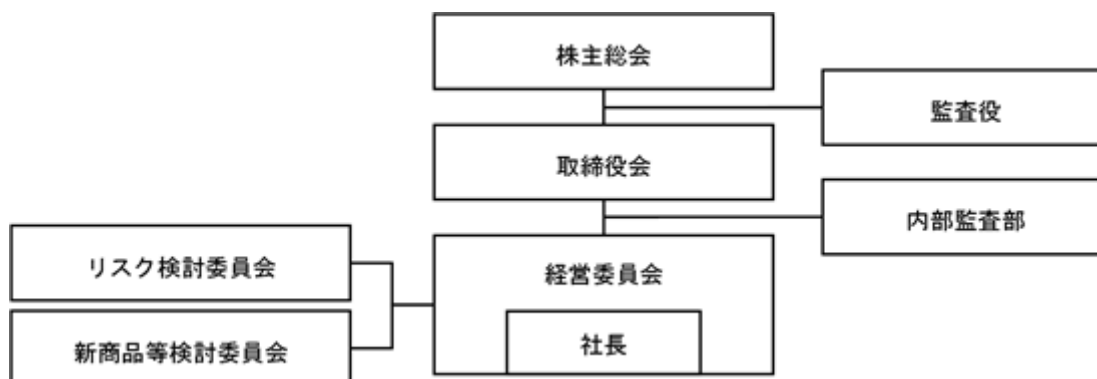 株主総会
監査役
取締役会
内部監査部
リスク検討委員会
経営委員会
新商品等検討委員会
社長